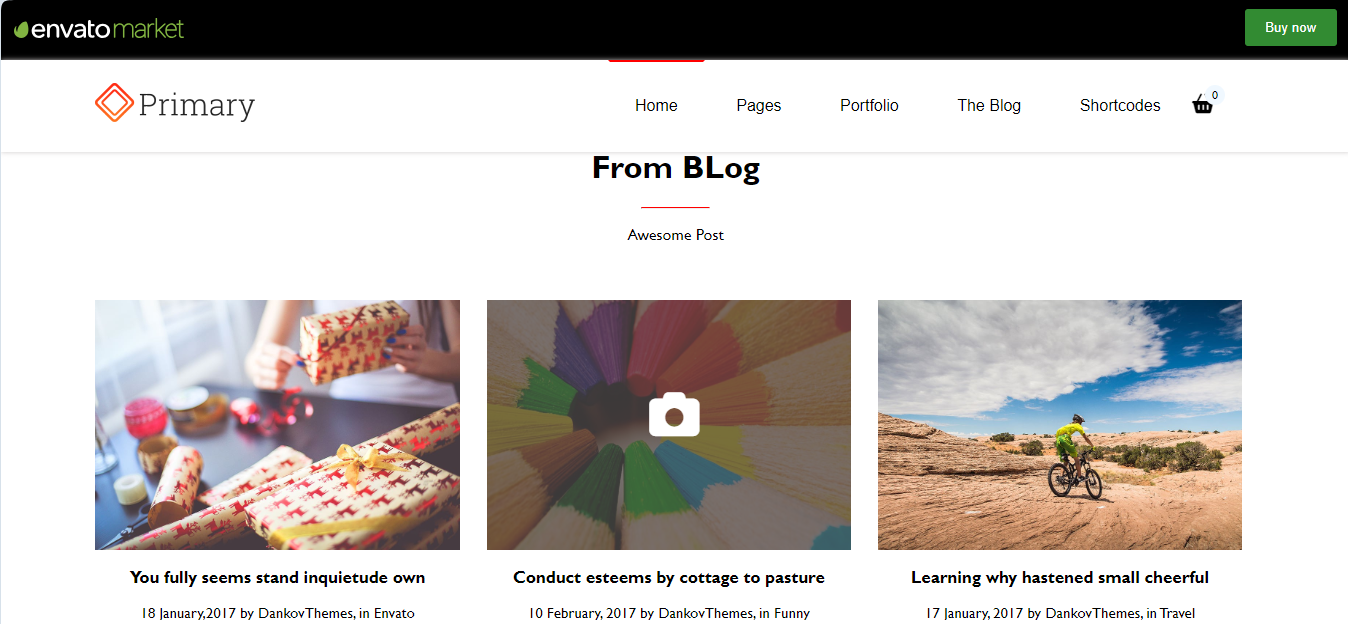 envato market
Buy now
Primary
Home Pages Portfolio The Blog Shortcodes 0
From BLog
Awesome Post
You fully seems stand inquietude own
18 January,2017 by DankovThemes, in Envato
Conduct esteems by cottage to pasture
10 February, 2017 by DankovThemes, in Funny
Learning why hastened small cheerful
17 January, 2017 by DankovThemes, in Travel